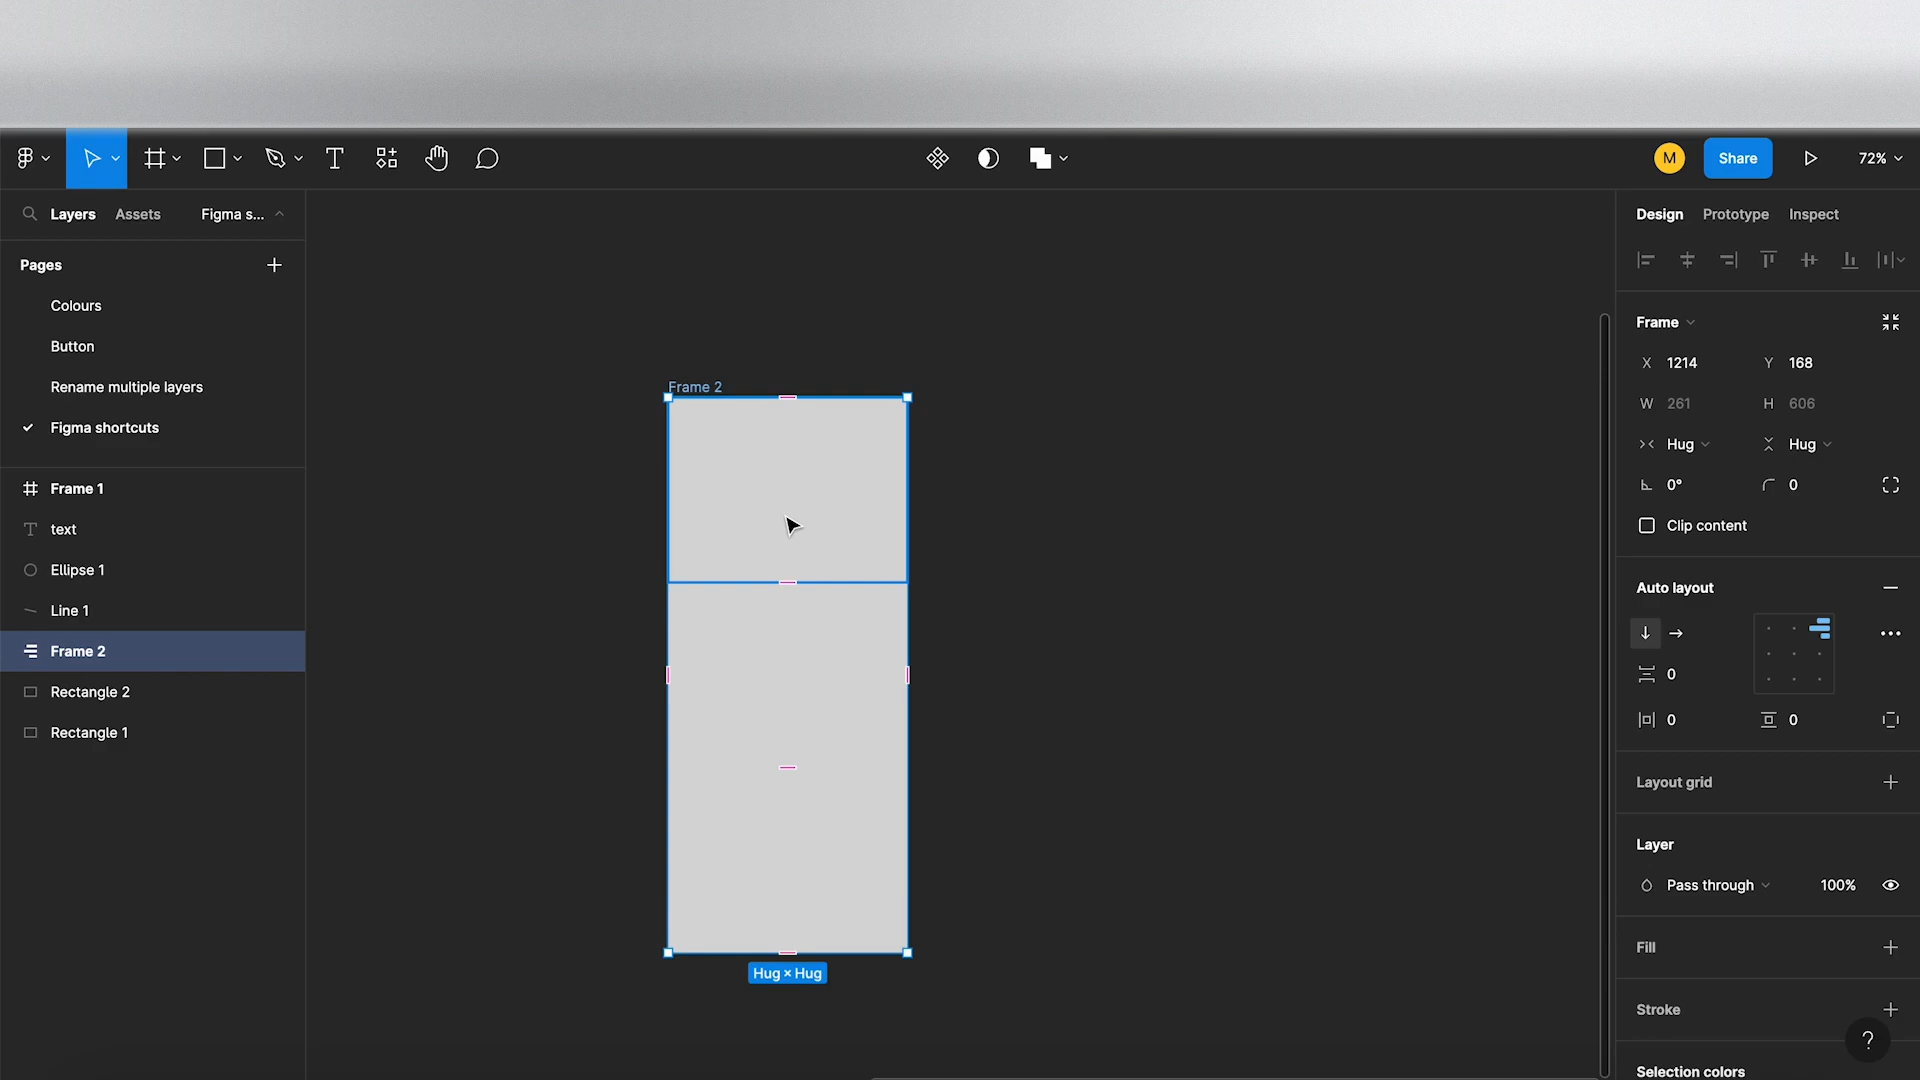 M
Share
72%
Layers Assets Figma s...
Pages
Colours
Button
Rename multiple layers
Figma shortcuts
Frame 1
text
Ellipse 1
Line 1
Frame 2
Rectangle 2
Rectangle 1
Frame 2
Hug × Hug
Design Prototype Inspect
Frame
X 1214 Y 168
W 261 H 606
Hug Hug
0° 0
Clip content
Auto layout
0
0 0
Layout grid
Layer
Pass through 100%
Fill
Stroke
?
Selection colors